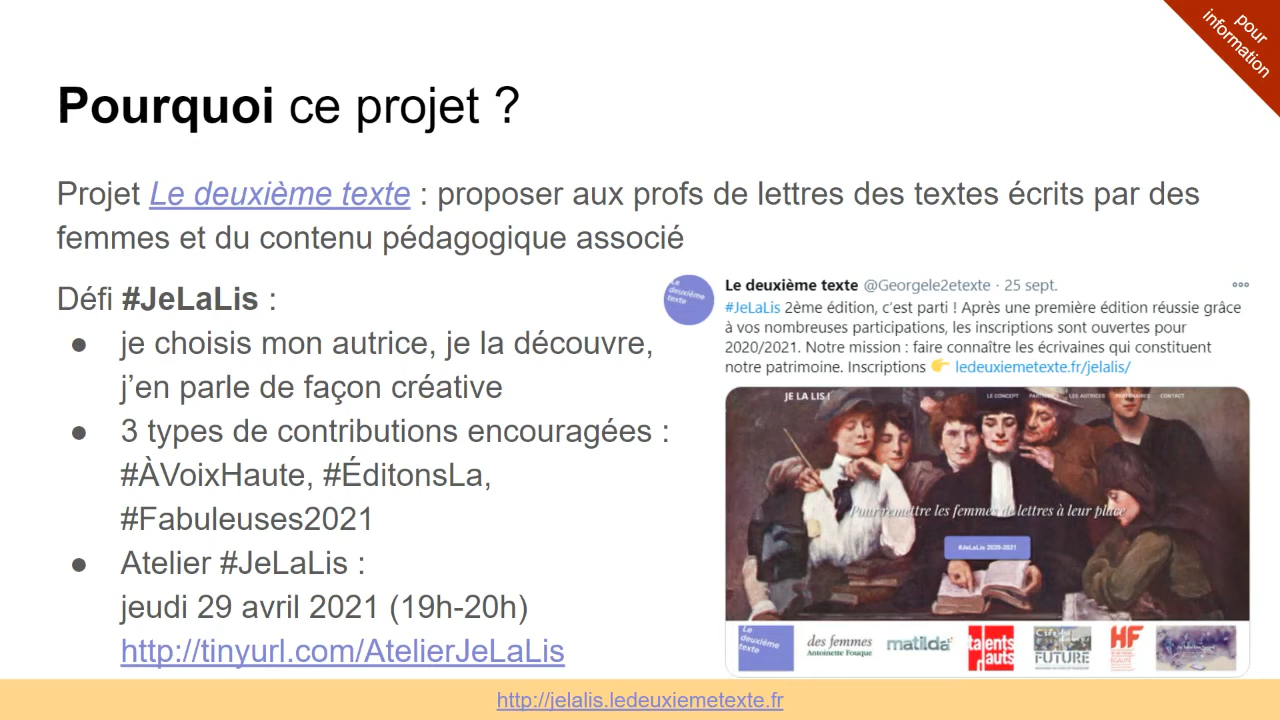 pour
information
Pourquoi ce projet ?
Projet Le deuxième texte : proposer aux profs de lettres des textes écrits par des
femmes et du contenu pédagogique associé
Défi #JeLaLis :
● je choisis mon autrice, je la découvre,
j’en parle de façon créative
● 3 types de contributions encouragées :
#ÀVoixHaute, #ÉditonsLa,
#Fabuleuses2021
● Atelier #JeLaLis :
jeudi 29 avril 2021 (19h-20h)
http://tinyurl.com/AtelierJeLaLis
Le deuxième texte
Le deuxième texte @Georgele2etexte · 25 sept.
#JeLaLis 2ème édition, c’est parti ! Après une première édition réussie grâce
à vos nombreuses participations, les inscriptions sont ouvertes pour
2020/2021. Notre mission : faire connaître les écrivaines qui constituent
notre patrimoine. Inscriptions 👉 ledeuxiemetexte.fr/jelalis/
JE LA LIS ! LE CONCEPT LES AUTRICES PARTENAIRES CONTACT
Pour remettre les femmes de lettres à leur place
#JeLaLis 2020-2021
Le deuxième texte
des femmes
Antoinette Fouque
matilda
talents
d'auts
FUTURE
HF
http://jelalis.ledeuxiemetexte.fr